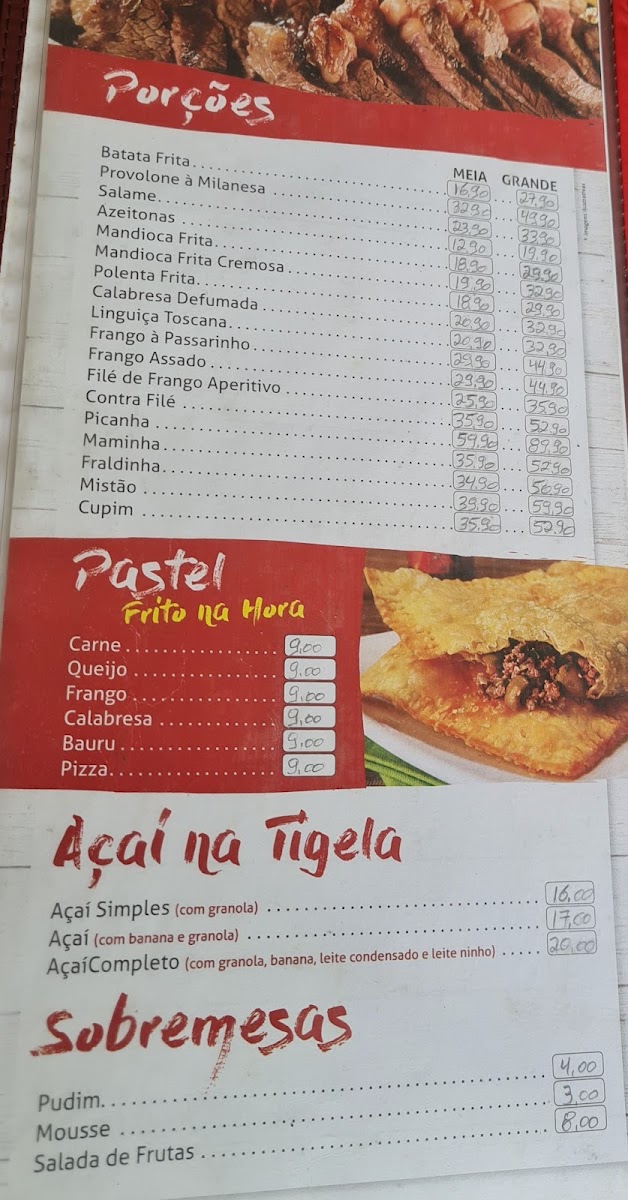 Porções
MEIA GRANDE
Batata Frita 16,90 27,90
Provolone à Milanesa 32,90 49,90
Salame 23,90 33,90
Azeitonas 12,90 19,90
Mandioca Frita 18,90 29,90
Mandioca Frita Cremosa 19,90 32,90
Polenta Frita 18,90 29,90
Calabresa Defumada 20,90 32,90
Linguiça Toscana 20,90 32,90
Frango à Passarinho 29,90 44,90
Frango Assado 29,90 44,90
Filé de Frango Aperitivo 25,90 35,90
Contra Filé 35,90 52,90
Picanha 59,90 89,90
Maminha 35,90 52,90
Fraldinha 34,90
Mistão 39,90 59,90
Cupim 35,90 52,90
Pastel
Frito na Hora
Carne 9,00
Queijo 9,00
Frango 9,00
Calabresa 9,00
Bauru 9,00
Pizza 9,00
Açaí na Tigela
Açaí Simples (com granola) 16,00
Açaí (com banana e granola) 17,00
AçaíCompleto (com granola, banana, leite condensado e leite ninho) 20,00
Sobremesas
Pudim 4,00
Mousse 3,00
Salada de Frutas 8,00